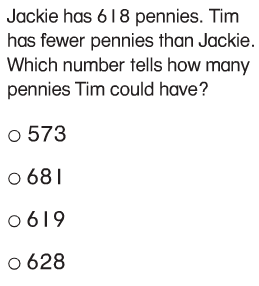 Jackie has 618 pennies. Tim
has fewer pennies than Jackie.
Which number tells how many
pennies Tim could have?
573
681
619
628